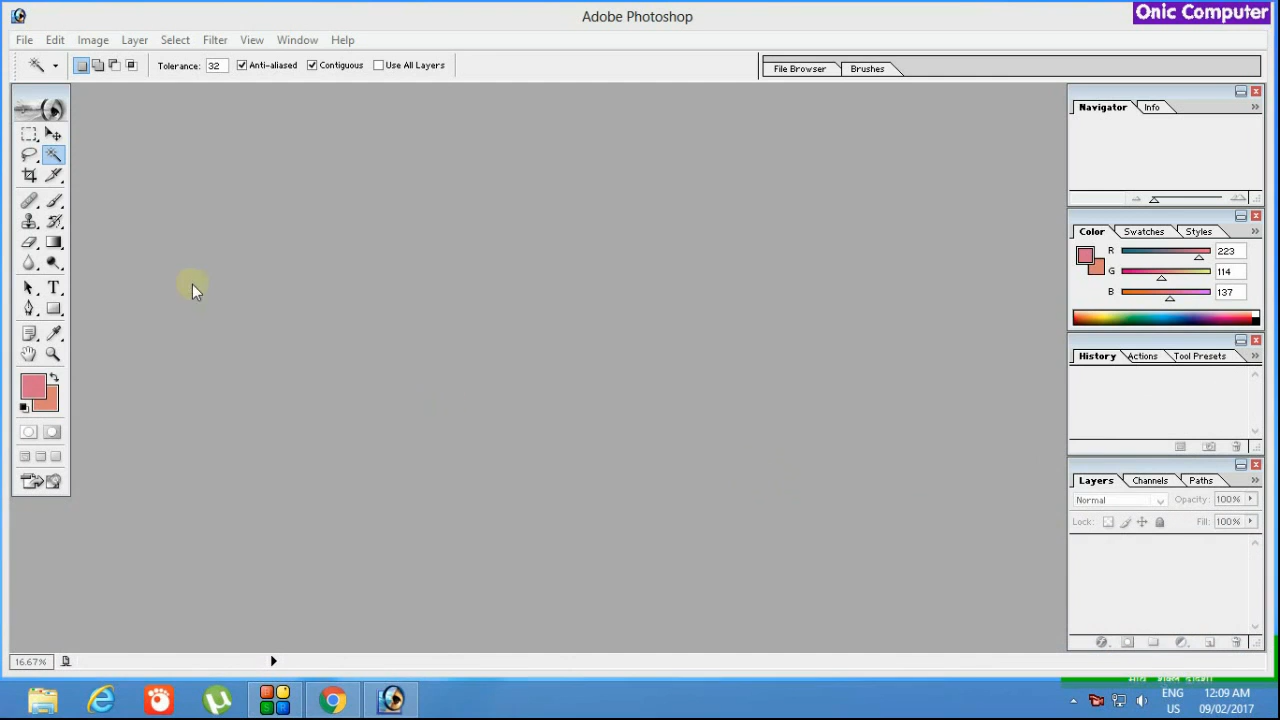 Adobe Photoshop
Onic Computer
File Edit Image Layer Select Filter View Window Help
Tolerance: 32 Anti-aliased Contiguous Use All Layers
File Browser Brushes
Navigator Info
Color Swatches Styles
R 223
G 114
B 137
History Actions Tool Presets
Layers Channels Paths
Normal Opacity: 100%
Lock: Fill: 100%
16.67%
ENG 12:09 AM
US 09/02/2017